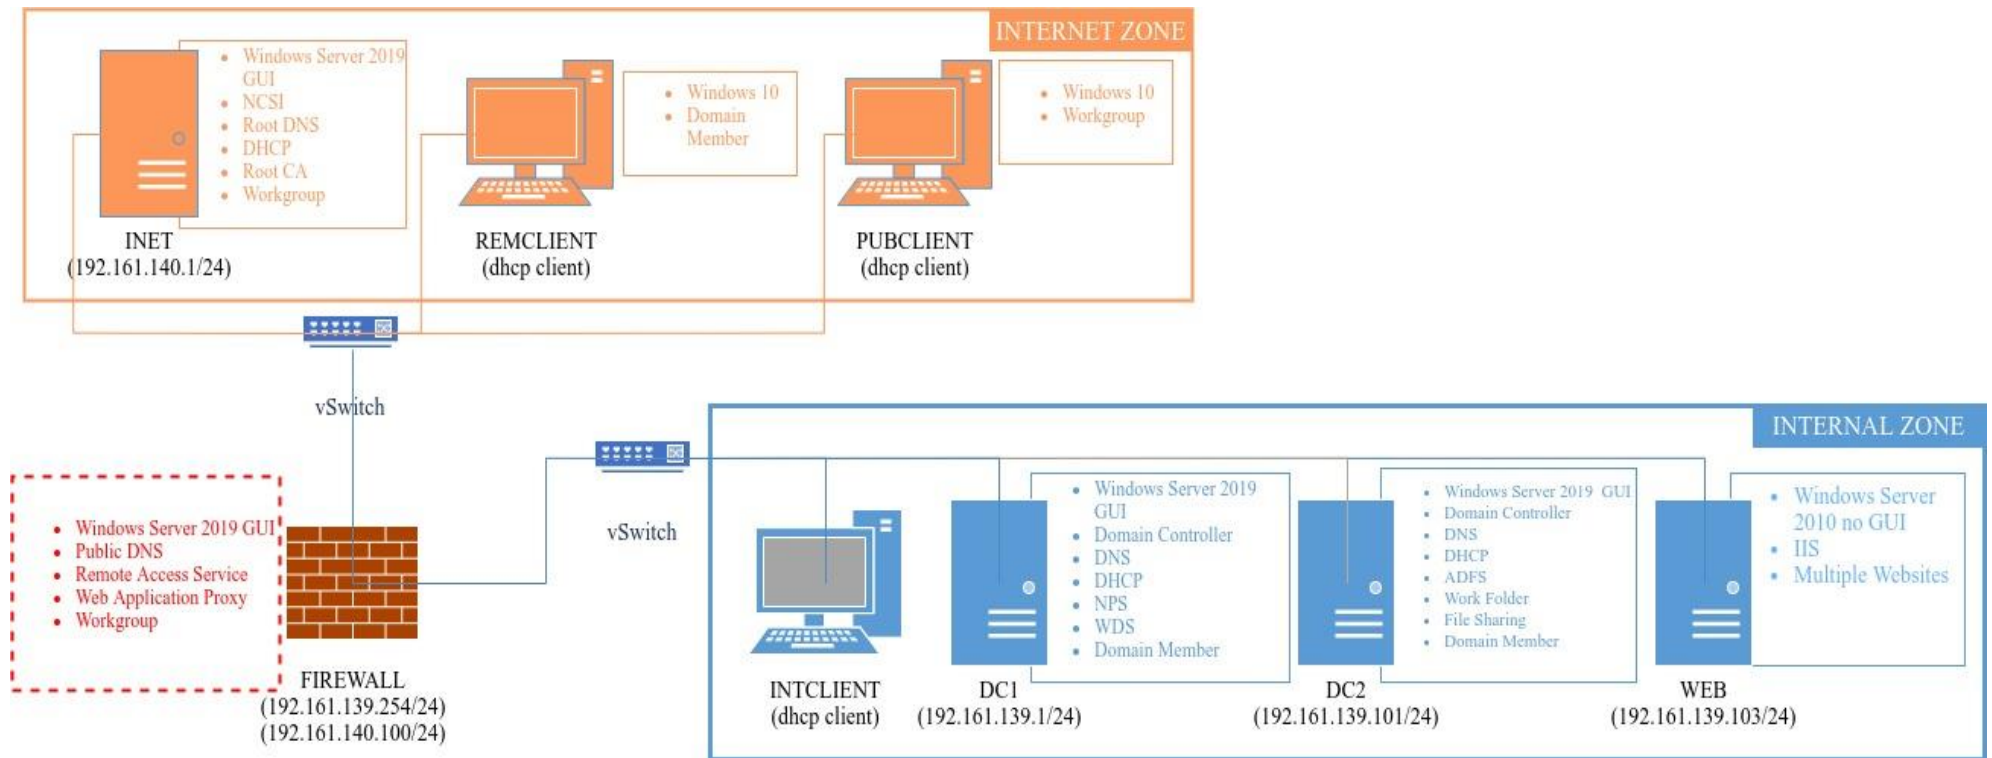 INTERNET ZONE
Windows Server 2019
GUI
NCSI
Root DNS
DHCP
Root CA
Workgroup
INET
(192.161.140.1/24)
Windows 10
Domain
Member
REMCLIENT
(dhcp client)
Windows 10
Workgroup
PUBCLIENT
(dhcp client)
vSwitch
vSwitch
Windows Server 2019 GUI
Public DNS
Remote Access Service
Web Application Proxy
Workgroup
FIREWALL
(192.161.139.254/24)
(192.161.140.100/24)
INTERNAL ZONE
INTCLIENT
(dhcp client)
Windows Server 2019
GUI
Domain Controller
DNS
DHCP
NPS
WDS
Domain Member
DC1
(192.161.139.1/24)
Windows Server 2019 GUI
Domain Controller
DNS
DHCP
ADFS
Work Folder
File Sharing
Domain Member
DC2
(192.161.139.101/24)
Windows Server
2010 no GUI
IIS
Multiple Websites
WEB
(192.161.139.103/24)